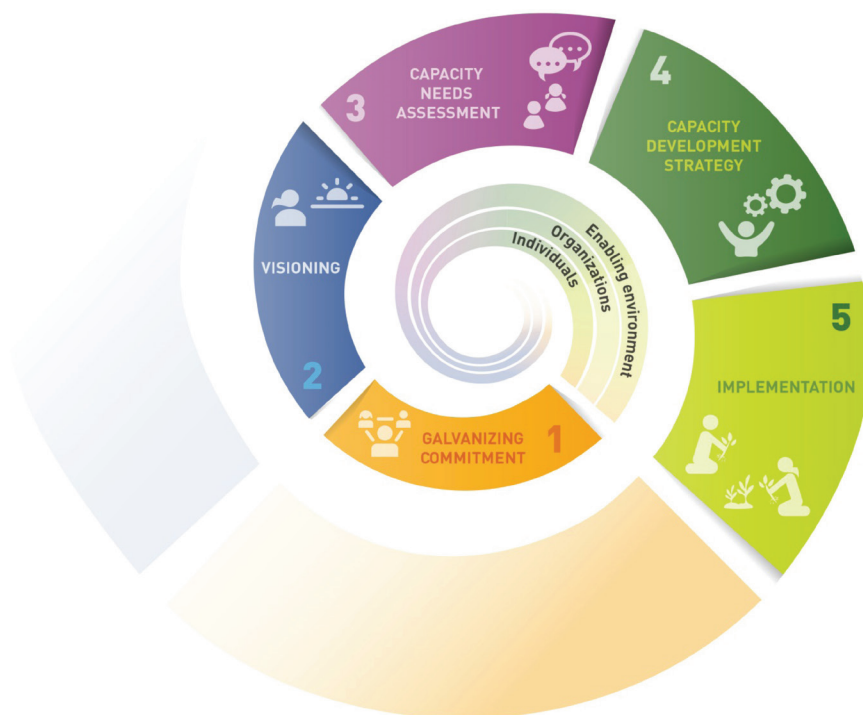 1
GALVANIZING
COMMITMENT
2
VISIONING
3
CAPACITY
NEEDS
ASSESSMENT
4
CAPACITY
DEVELOPMENT
STRATEGY
5
IMPLEMENTATION
Enabling environment
Organizations
Individuals